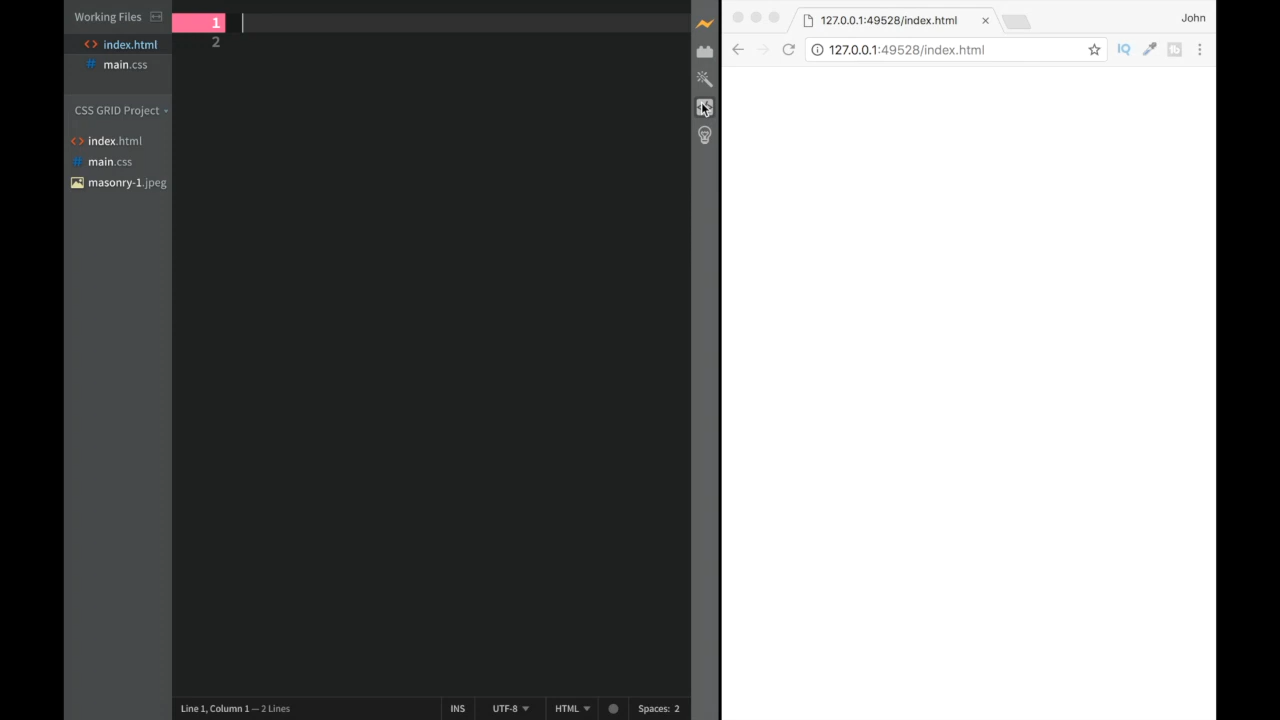 Working Files
index.html
main.css
CSS GRID Project
index.html
main.css
masonry-1.jpeg
1
2
Line 1, Column 1 — 2 Lines
INS
UTF-8
HTML
Spaces: 2
127.0.0.1:49528/index.html
John
127.0.0.1:49528/index.html
IQ